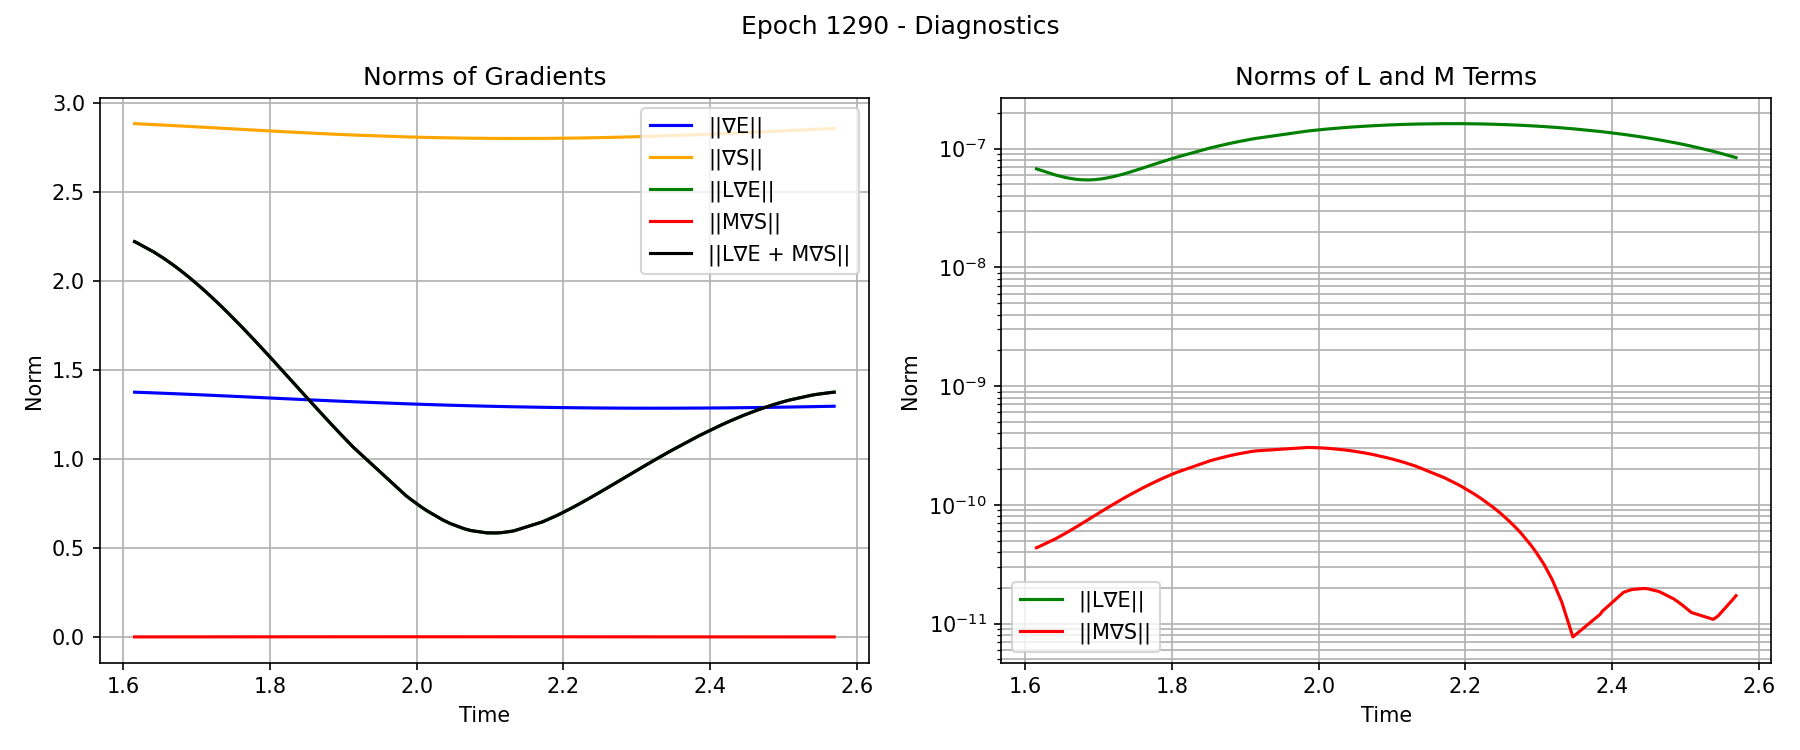 Epoch 1290 - Diagnostics
Norms of Gradients
3.0
2.5
2.0
1.5
1.0
0.5
0.0
Norm
||∇E||
||∇S||
||L∇E||
||M∇S||
||L∇E + M∇S||
1.6 1.8 2.0 2.2 2.4 2.6
Time
Norms of L and M Terms
10⁻⁷
10⁻⁸
10⁻⁹
10⁻¹⁰
10⁻¹¹
Norm
||L∇E||
||M∇S||
1.6 1.8 2.0 2.2 2.4 2.6
Time